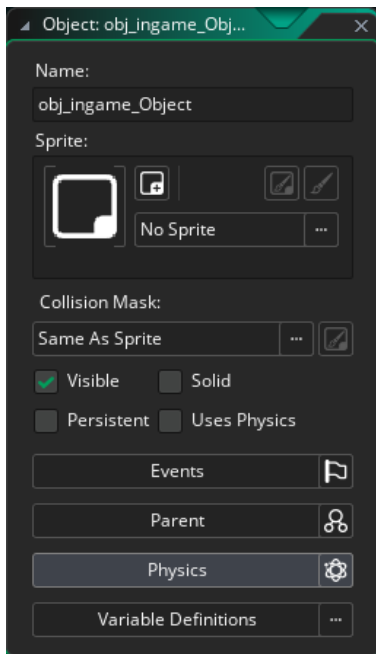 Object: obj_ingame_Obj...
Name:
obj_ingame_Object
Sprite:
No Sprite
Collision Mask:
Same As Sprite
Visible Solid
Persistent Uses Physics
Events
Parent
Physics
Variable Definitions